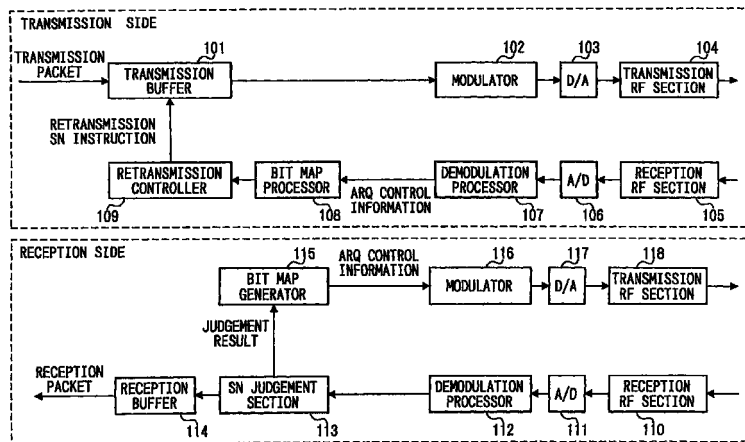 TRANSMISSION SIDE
TRANSMISSION
PACKET
101
102
103
104
TRANSMISSION
BUFFER
MODULATOR
D/A
TRANSMISSION
RF SECTION
RETRANSMISSION
SN INSTRUCTION
RETRANSMISSION
CONTROLLER
BIT MAP
PROCESSOR
ARQ CONTROL
INFORMATION
DEMODULATION
PROCESSOR
A/D
RECEPTION
RF SECTION
109
108
107
106
105
RECEPTION SIDE
115
ARQ CONTROL
INFORMATION
116
117
118
BIT MAP
GENERATOR
MODULATOR
D/A
TRANSMISSION
RF SECTION
JUDGEMENT
RESULT
RECEPTION
PACKET
RECEPTION
BUFFER
SN JUDGEMENT
SECTION
DEMODULATION
PROCESSOR
A/D
RECEPTION
RF SECTION
114
113
112
111
110